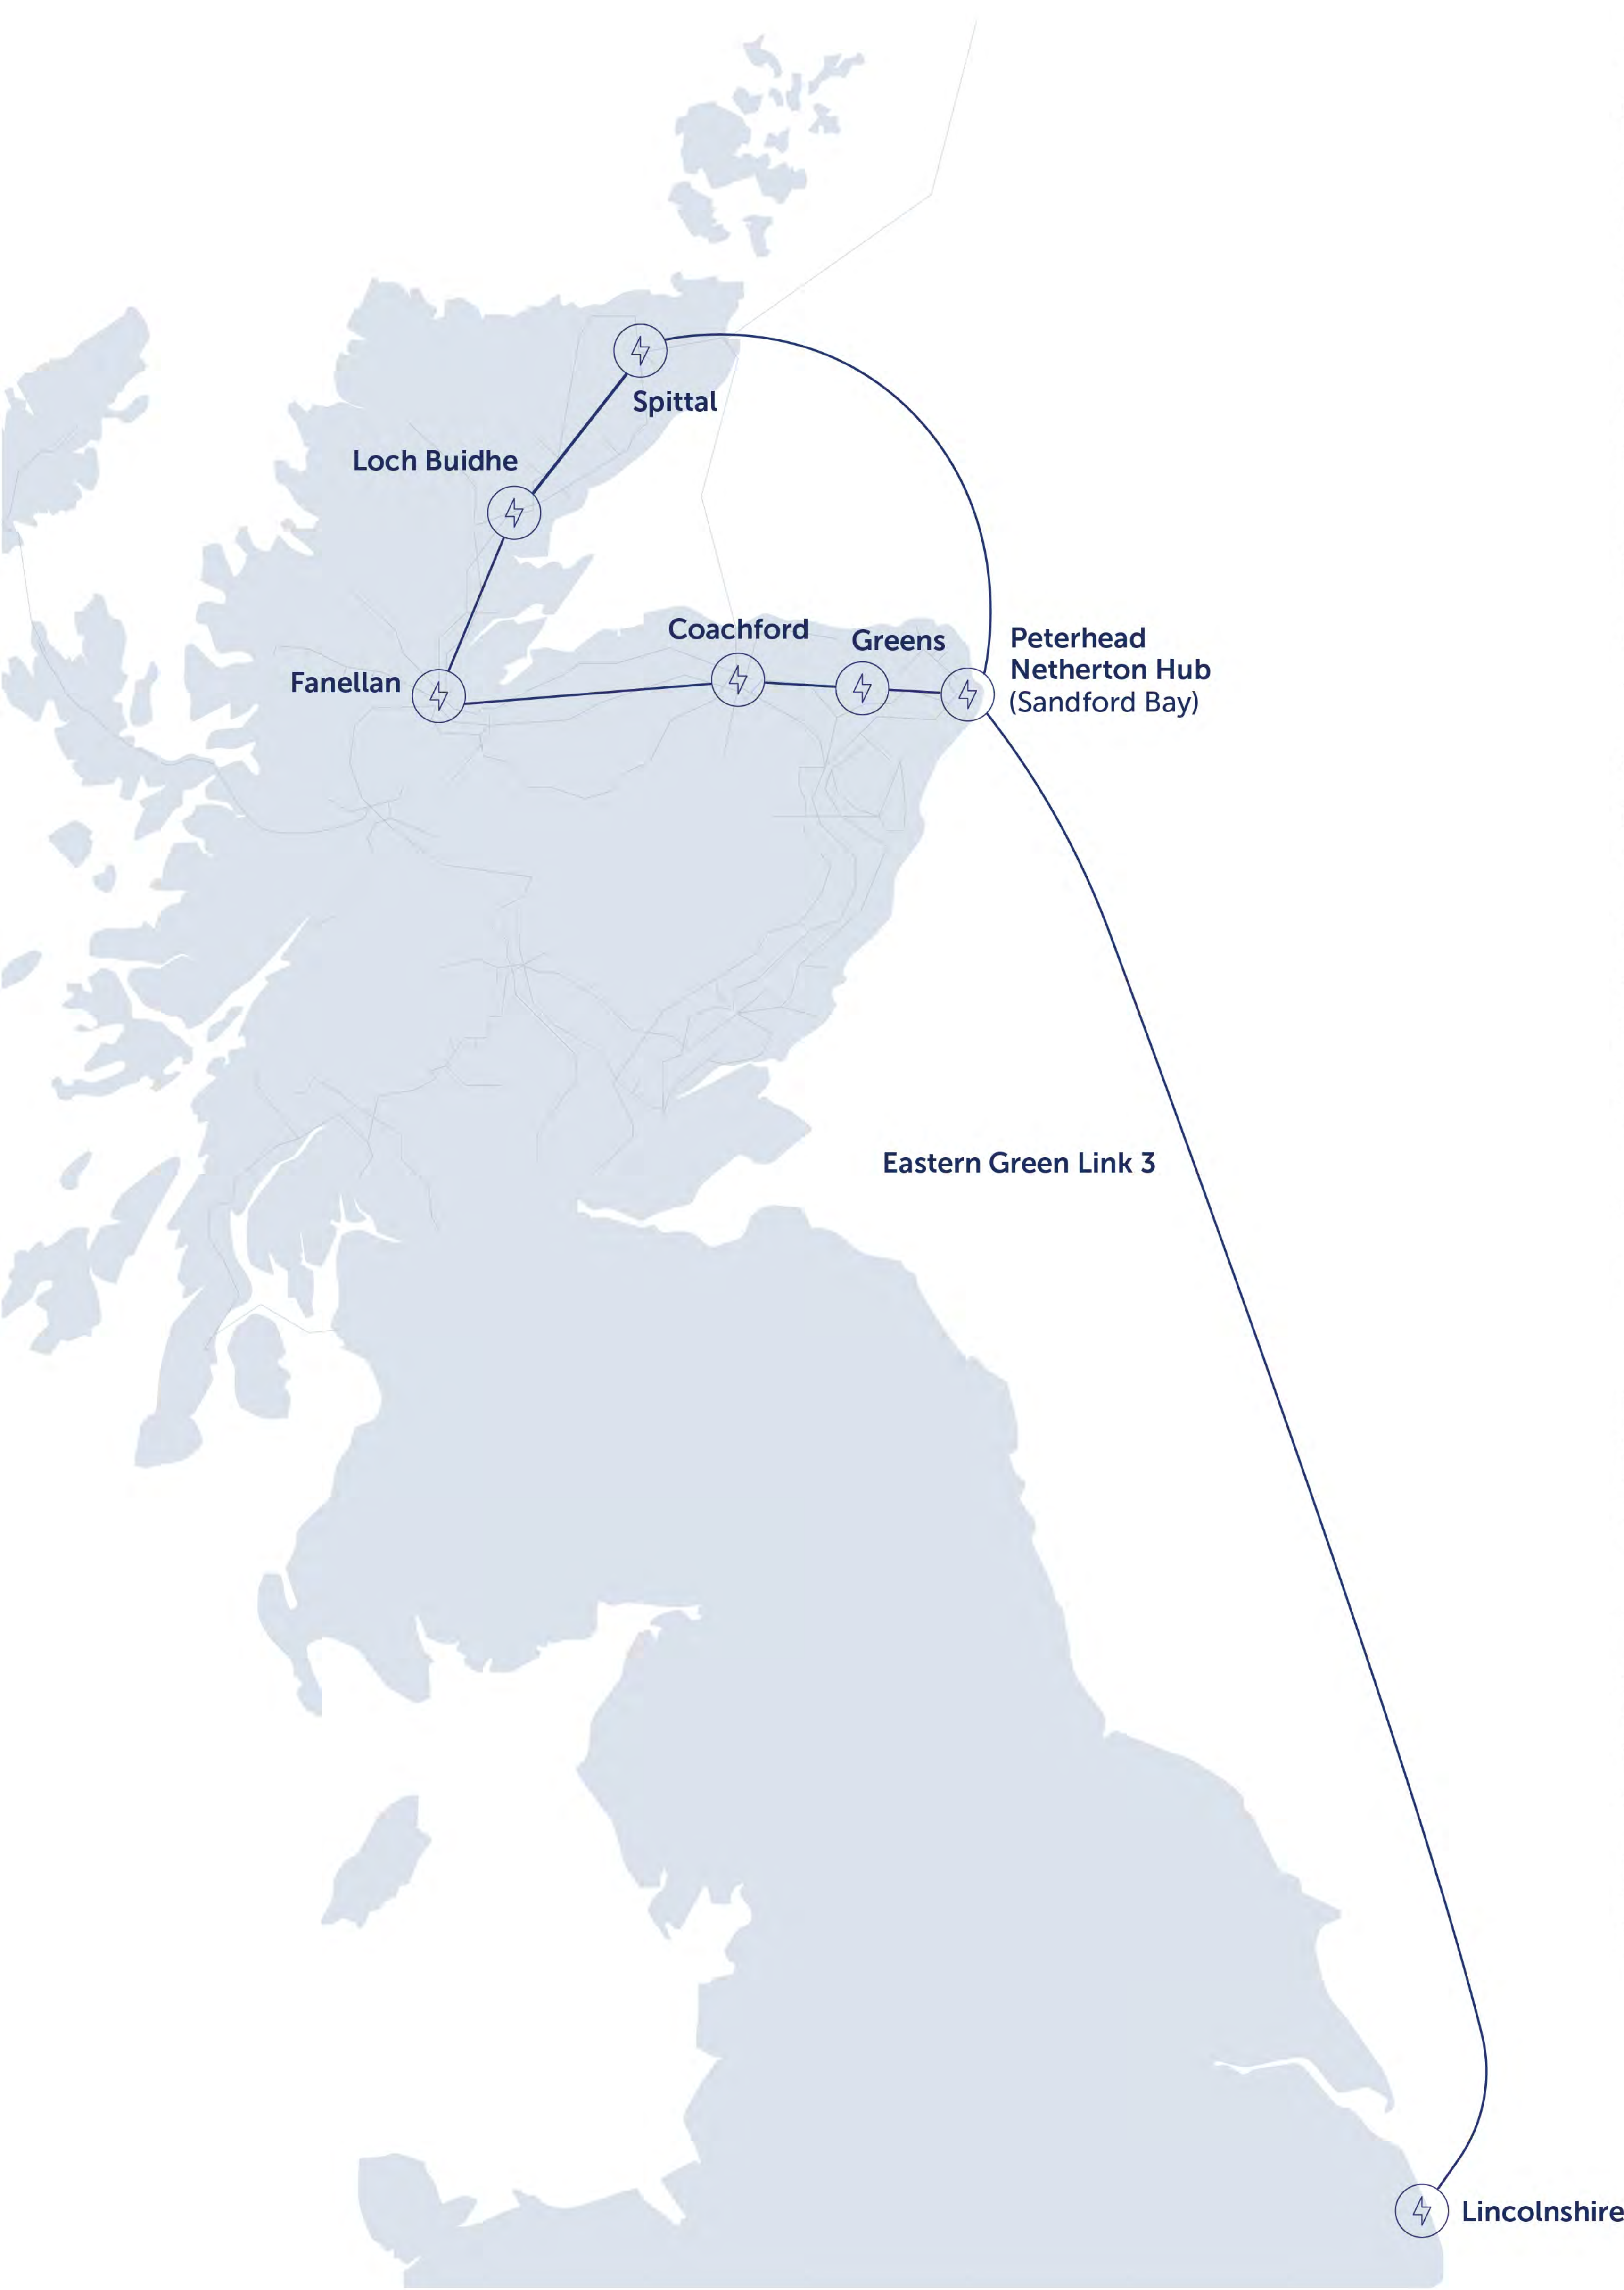 Spittal
Loch Buidhe
Coachford
Greens
Peterhead
Netherton Hub
(Sandford Bay)
Fanellan
Eastern Green Link 3
Lincolnshire